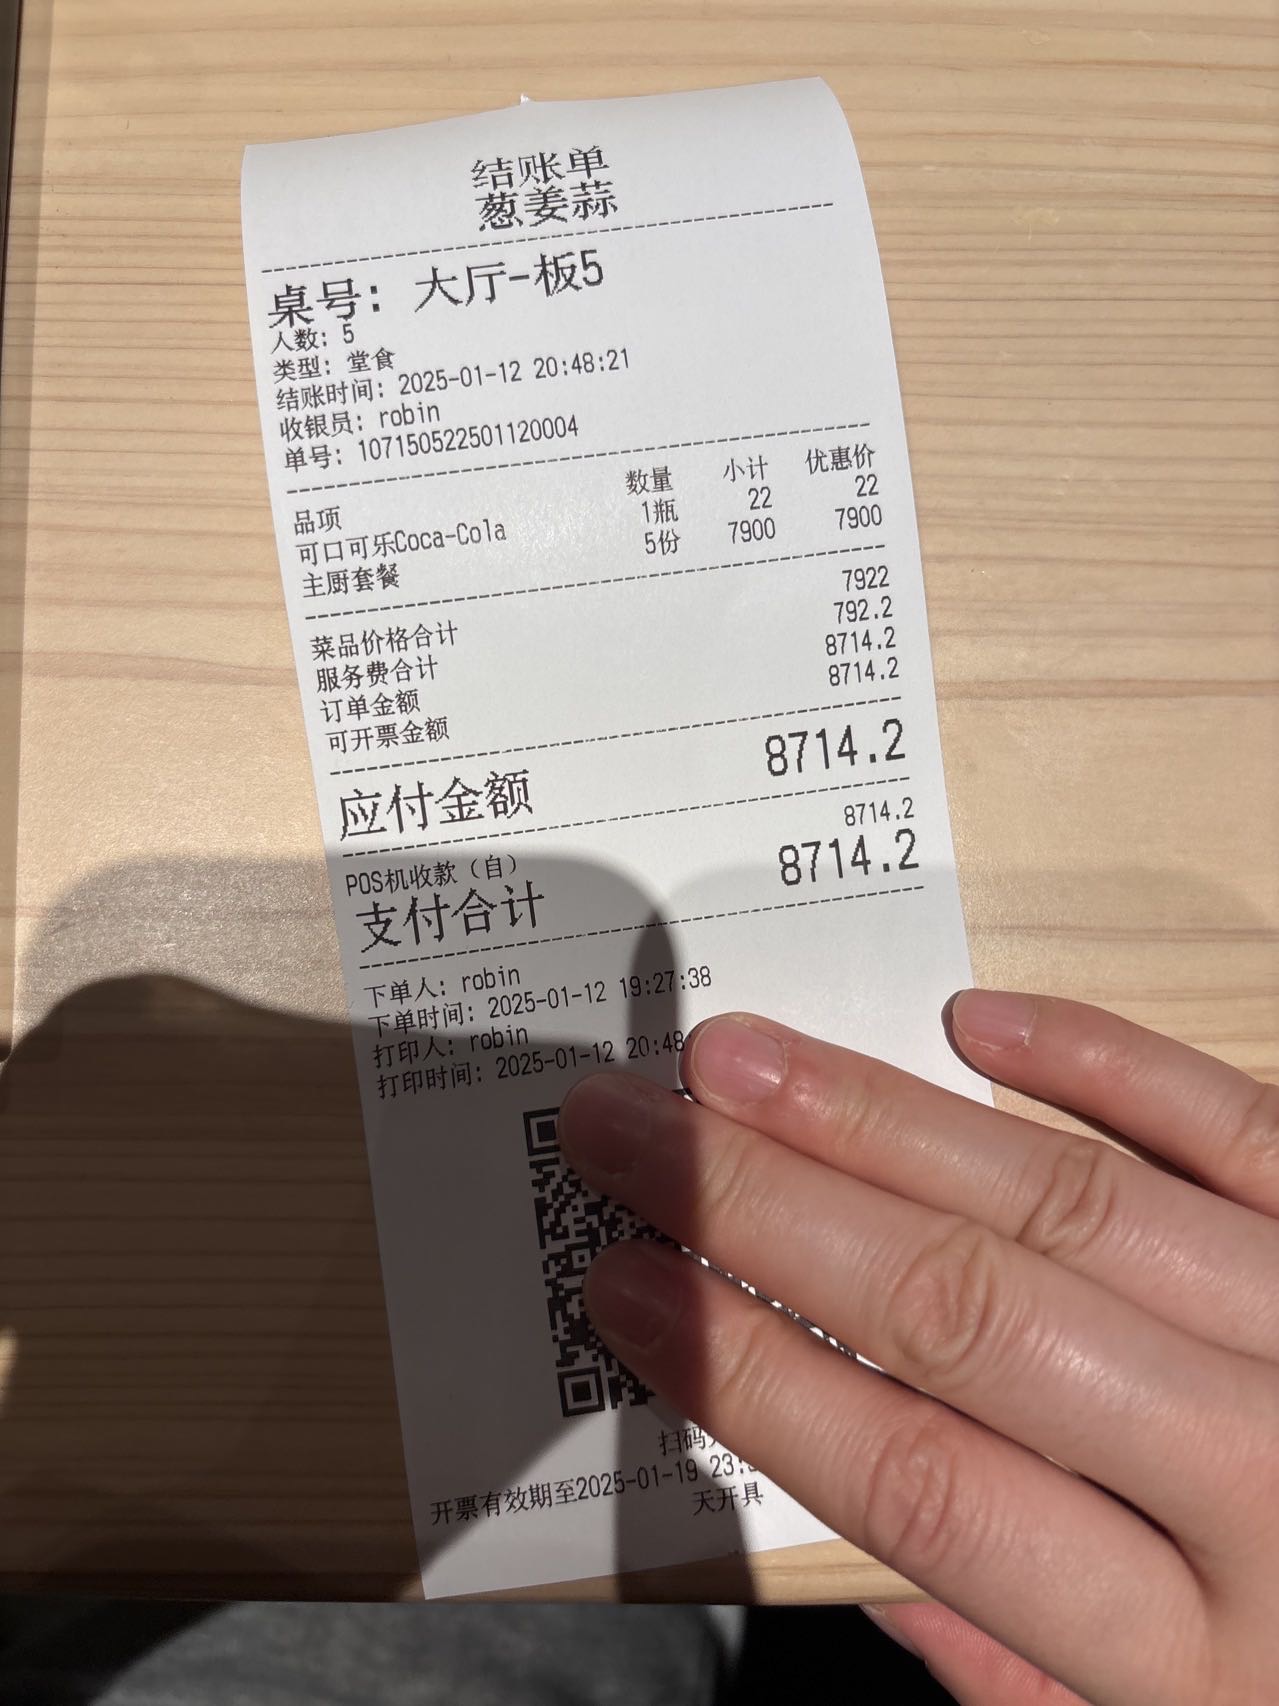 结账单
葱姜蒜
桌号: 大厅-板5
人数: 5
类型: 堂食
结账时间: 2025-01-12 20:48:21
收银员: robin
单号: 107150522501120004
品项 数量 小计 优惠价
可口可乐Coca-Cola 1瓶 22 22
主厨套餐 5份 7900 7900
菜品价格合计 7922
服务费合计 792.2
订单金额 8714.2
可开票金额 8714.2
应付金额 8714.2
POS机收款(自) 8714.2
支付合计 8714.2
下单人: robin
下单时间: 2025-01-12 19:27:38
打印人: robin
打印时间: 2025-01-12 20:48
扫码
开票有效期至2025-01-19 23:
天开具